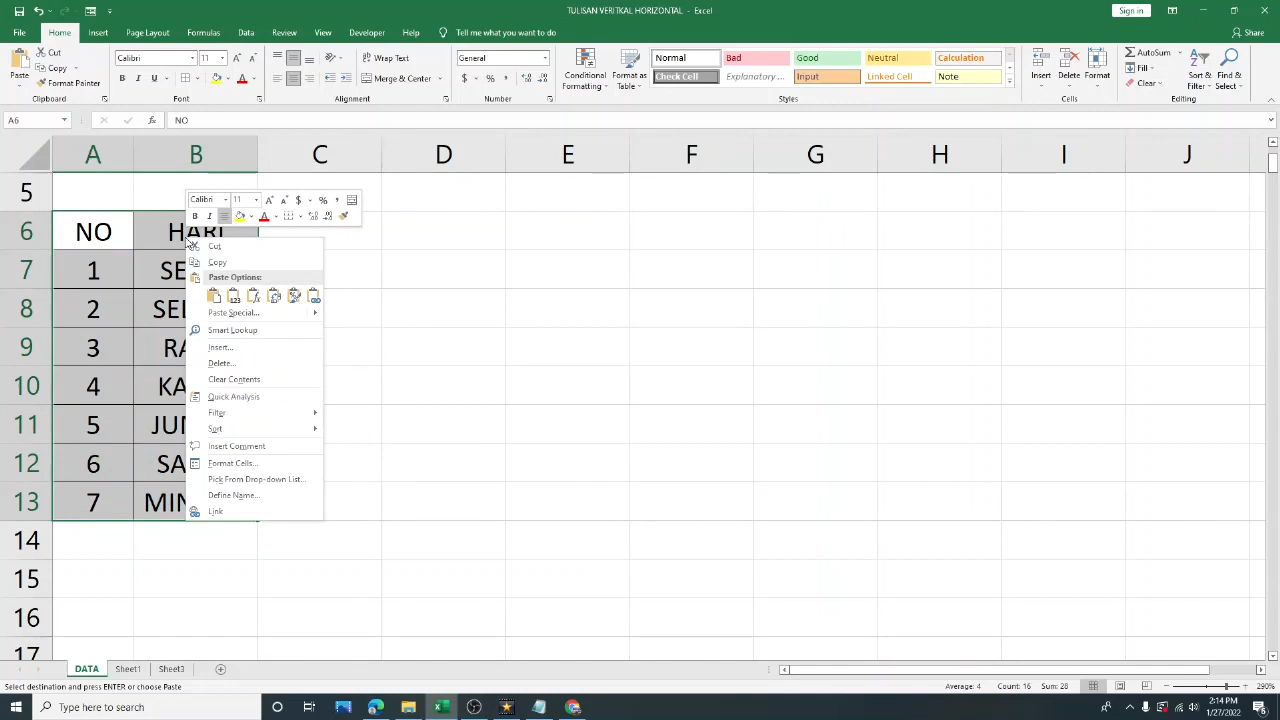 TULISAN VERITKAL HORIZONTAL - Excel
Sign in
File Home Insert Page Layout Formulas Data Review View Developer Help Tell me what you want to do Share
Paste Cut Copy Format Painter Clipboard
Calibri 11 Font
Wrap Text Merge & Center Alignment
General Number
Conditional Formatting Format as Table
Normal Bad Good Neutral Calculation
Check Cell Explanatory ... Input Linked Cell Note
Styles
Insert Delete Format Cells
AutoSum Fill Clear Sort & Filter Find & Select Editing
A6 NO
A B C D E F G H I J
5
Calibri 11
6 NO HARI
7 1 SE
8 2 SEL
9 3 RA
10 4 KA
11 5 JUM
12 6 SA
13 7 MIN
14
15
16
17
Cut
Copy
Paste Options:
Paste Special...
Smart Lookup
Insert...
Delete...
Clear Contents
Quick Analysis
Filter
Sort
Insert Comment
Format Cells...
Pick From Drop-down List...
Define Name...
Link
DATA Sheet1 Sheet3
Select destination and press ENTER or choose Paste Average: 4 Count: 16 Sum: 28 290%
Type here to search 2:14 PM
1/27/2022